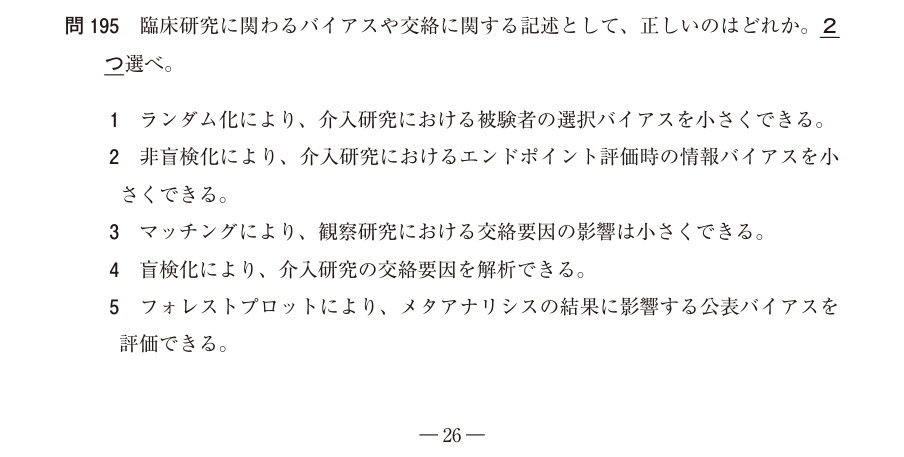 問 195　臨床研究に関わるバイアスや交絡に関する記述として、正しいのはどれか。２
つ選べ。
1　ランダム化により、介入研究における被験者の選択バイアスを小さくできる。
2　非盲検化により、介入研究におけるエンドポイント評価時の情報バイアスを小
さくできる。
3　マッチングにより、観察研究における交絡要因の影響は小さくできる。
4　盲検化により、介入研究の交絡要因を解析できる。
5　フォレストプロットにより、メタアナリシスの結果に影響する公表バイアスを
評価できる。
— 26 —